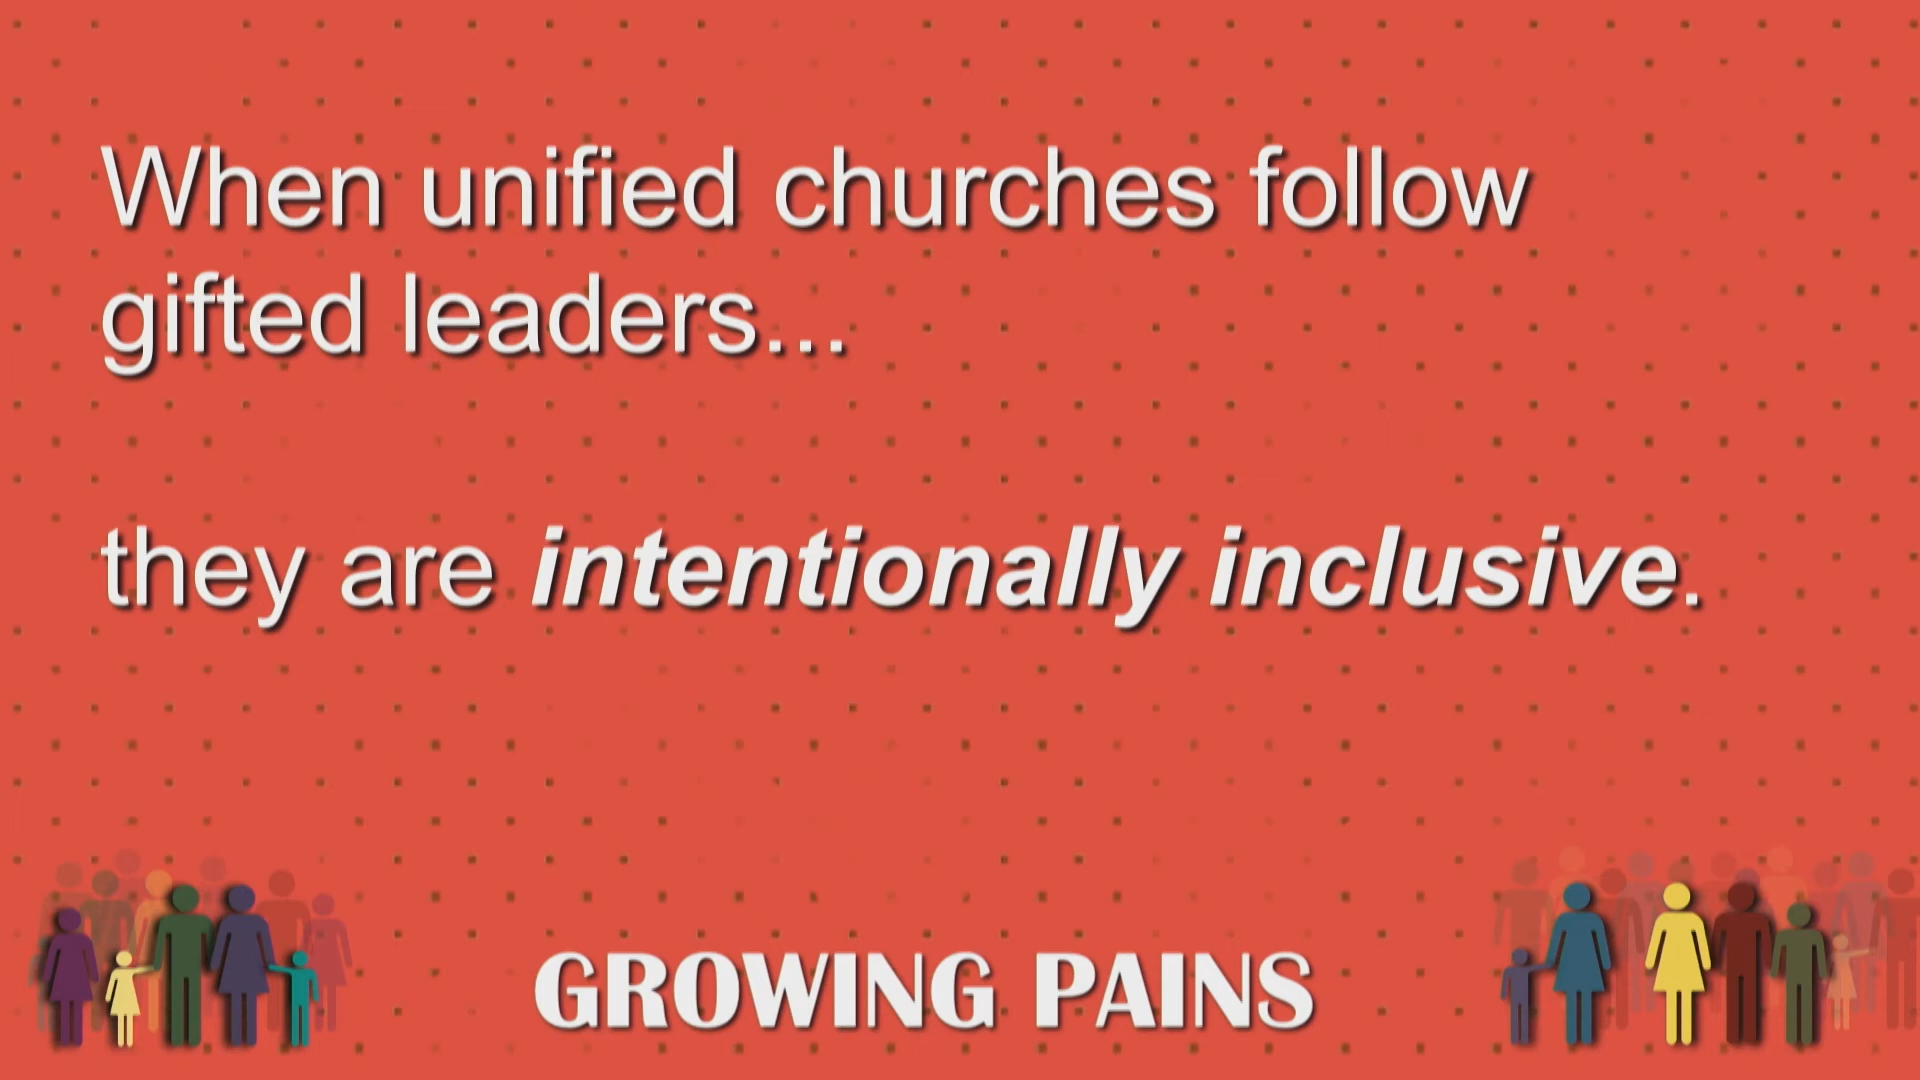 When unified churches follow
gifted leaders...
they are intentionally inclusive.
GROWING PAINS